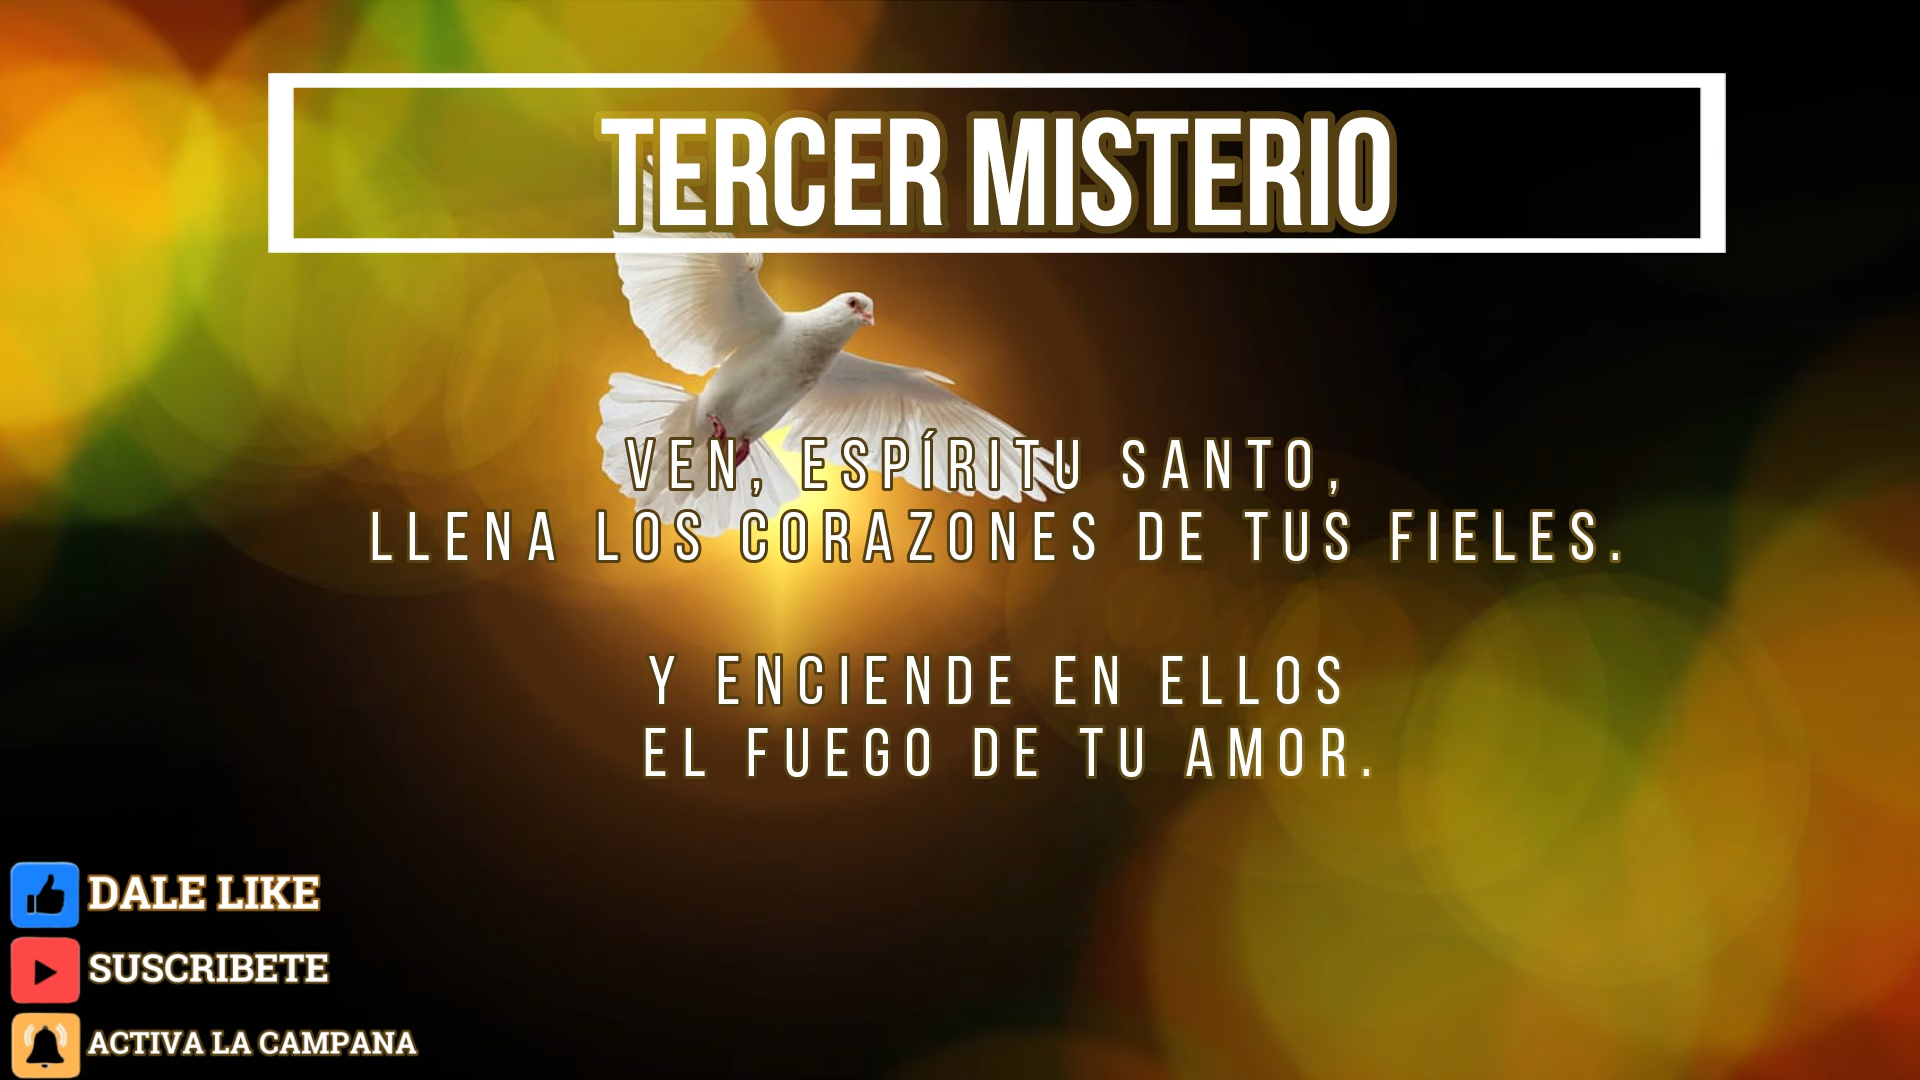 TERCER MISTERIO
VEN, ESPÍRITU SANTO,
LLENA LOS CORAZONES DE TUS FIELES.
Y ENCIENDE EN ELLOS
EL FUEGO DE TU AMOR.
DALE LIKE
SUSCRIBETE
ACTIVA LA CAMPANA